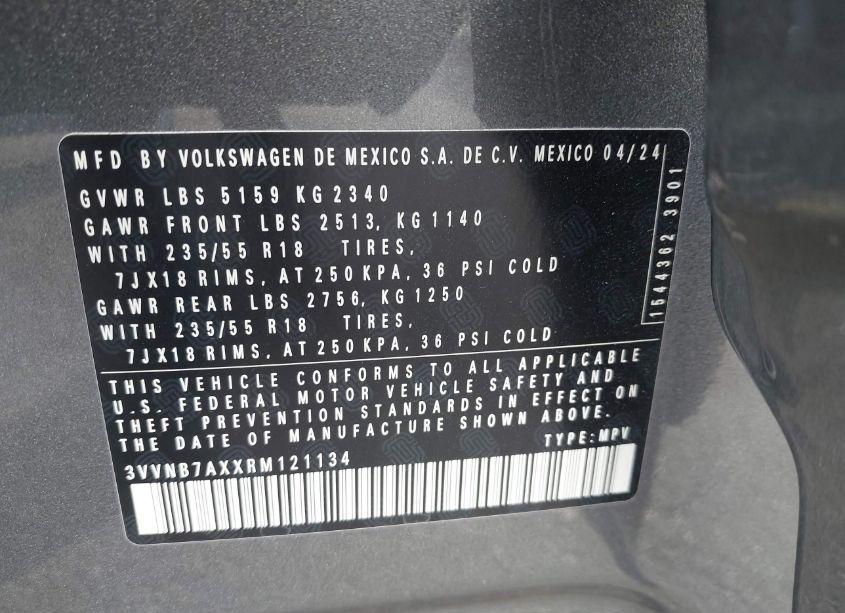 MFD BY VOLKSWAGEN DE MEXICO S.A. DE C.V. MEXICO 04/24
GVWR LBS 5159 KG 2340
GAWR FRONT LBS 2513, KG 1140
WITH 235/55 R18 TIRES,
7JX18 RIMS, AT 250 KPA, 36 PSI COLD
GAWR REAR LBS 2756, KG 1250
WITH 235/55 R18 TIRES,
7JX18 RIMS, AT 250 KPA, 36 PSI COLD
1544362 3901
THIS VEHICLE CONFORMS TO ALL APPLICABLE
U.S. FEDERAL MOTOR VEHICLE SAFETY AND
THEFT PREVENTION STANDARDS IN EFFECT ON
THE DATE OF MANUFACTURE SHOWN ABOVE.
3VVNB7AXXRM121134 TYPE: MPV